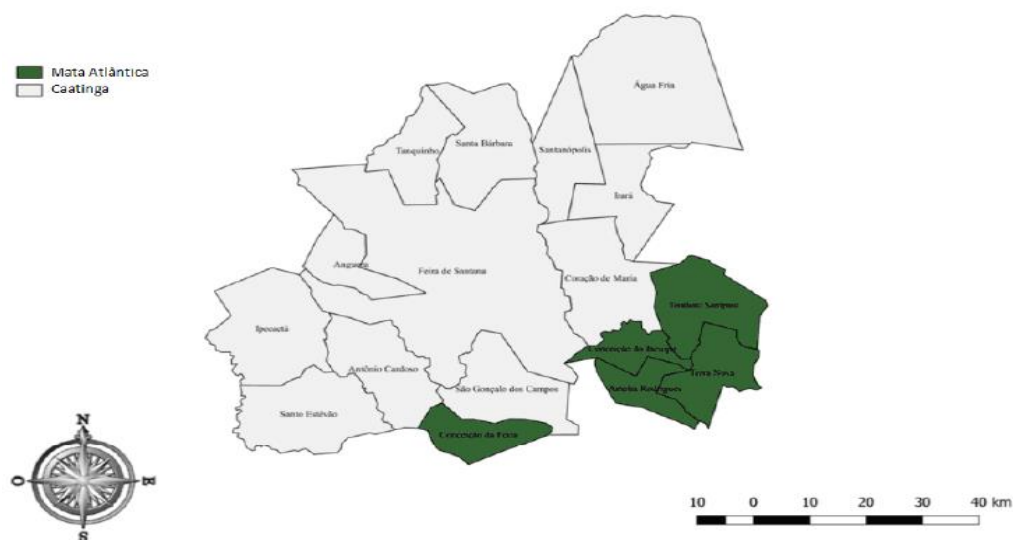 Mata Atlântica
Caatinga
Água Fria
Tanquinho
Santa Bárbara
Santanópolis
Irará
Anguera
Feira de Santana
Coração de Maria
Teodoro Sampaio
Ipecaetá
Conceição do Jacuípe
Terra Nova
Antônio Cardoso
Amélia Rodrigues
São Gonçalo dos Campos
Santo Estévão
Conceição da Feira
N
O
E
S
10 0 10 20 30 40 km